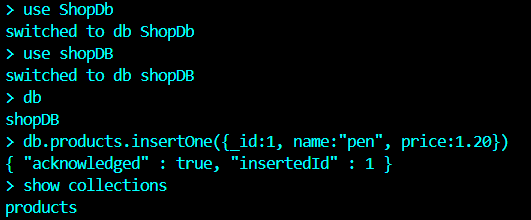 > use ShopDb
switched to db ShopDb
> use shopDB
switched to db shopDB
> db
shopDB
> db.products.insertOne({_id:1, name:"pen", price:1.20})
{ "acknowledged" : true, "insertedId" : 1 }
> show collections
products